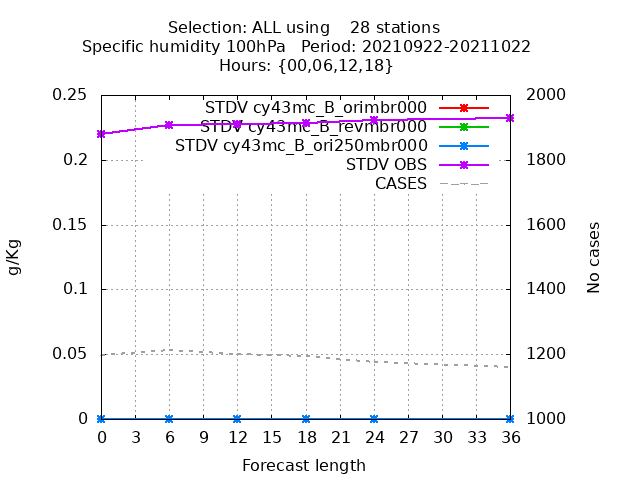 Selection: ALL using    28 stations
Specific humidity 100hPa   Period: 20210922-20211022
Hours: {00,06,12,18}
STDV cy43mc_B_orimbr000
STDV cy43mc_B_revmbr000
STDV cy43mc_B_ori250mbr000
STDV OBS
CASES
0.25
0.2
0.15
0.1
0.05
0
g/Kg
2000
1800
1600
1400
1200
1000
No cases
0 3 6 9 12 15 18 21 24 27 30 33 36
Forecast length